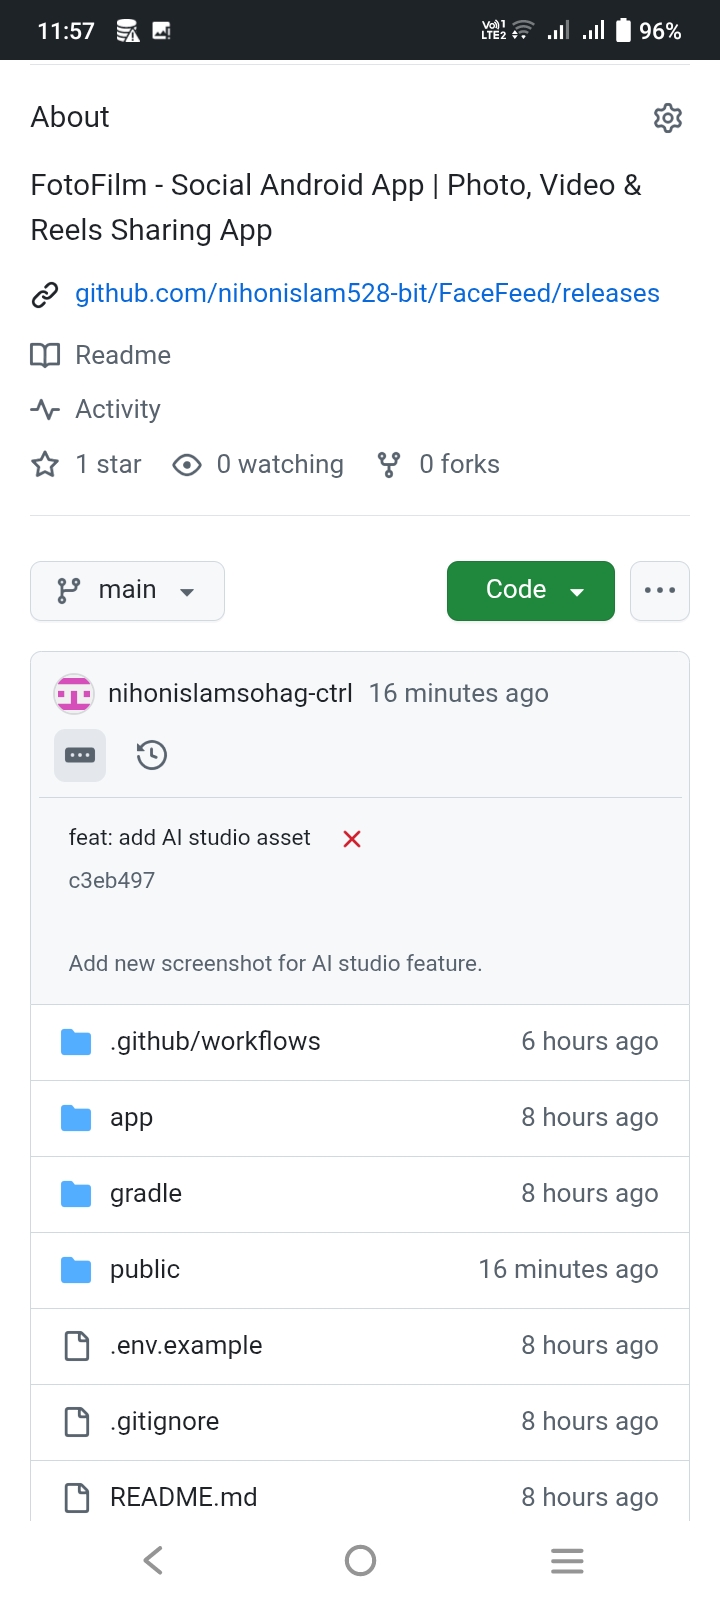 11:57
Vo)) 1
LTE2
96%
About
FotoFilm - Social Android App | Photo, Video &
Reels Sharing App
github.com/nihonislam528-bit/FaceFeed/releases
Readme
Activity
1 star 0 watching 0 forks
main
Code
nihonislamsohag-ctrl 16 minutes ago
feat: add AI studio asset
c3eb497
Add new screenshot for AI studio feature.
.github/workflows 6 hours ago
app 8 hours ago
gradle 8 hours ago
public 16 minutes ago
.env.example 8 hours ago
.gitignore 8 hours ago
README.md 8 hours ago